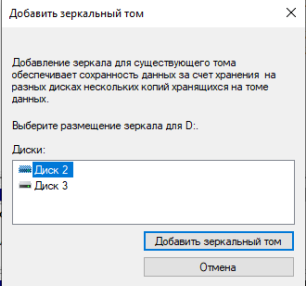 Добавить зеркальный том
Добавление зеркала для существующего тома
обеспечивает сохранность данных за счет хранения на
разных дисках нескольких копий хранящихся на томе
данных.
Выберите размещение зеркала для D:.
Диски:
Диск 2
Диск 3
Добавить зеркальный том
Отмена